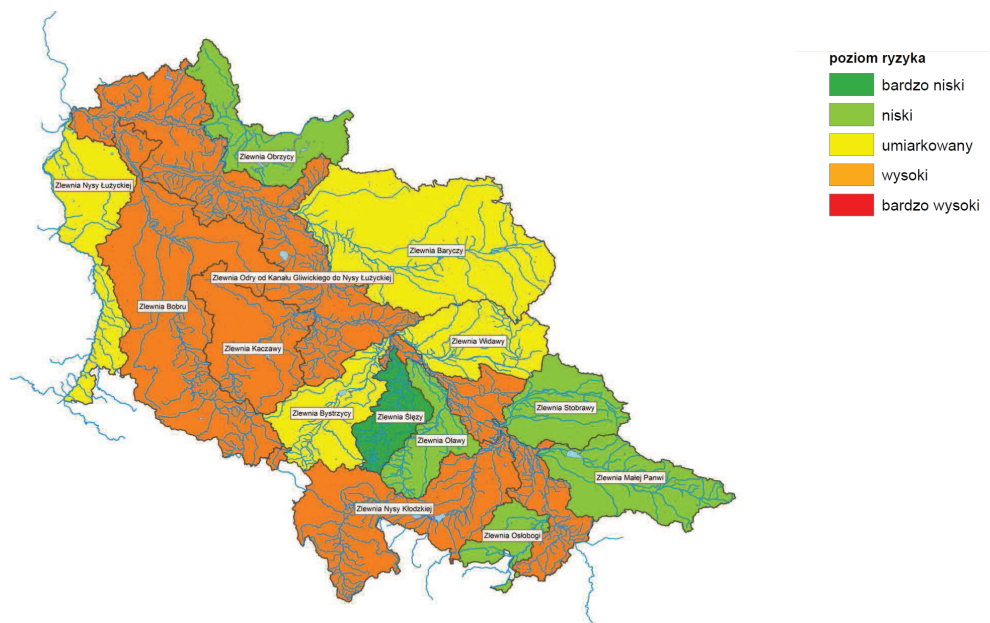 poziom ryzyka
bardzo niski
niski
umiarkowany
wysoki
bardzo wysoki
Zlewnia Obrzycy
Zlewnia Nysy Łużyckiej
Zlewnia Baryczy
Zlewnia Odry od Kanału Gliwickiego do Nysy Łużyckiej
Zlewnia Bobru
Zlewnia Widawy
Zlewnia Kaczawy
Zlewnia Stobrawy
Zlewnia Bystrzycy
Zlewnia Ślęzy
Zlewnia Oławy
Zlewnia Małej Panwi
Zlewnia Nysy Kłodzkiej
Zlewnia Osłobogi